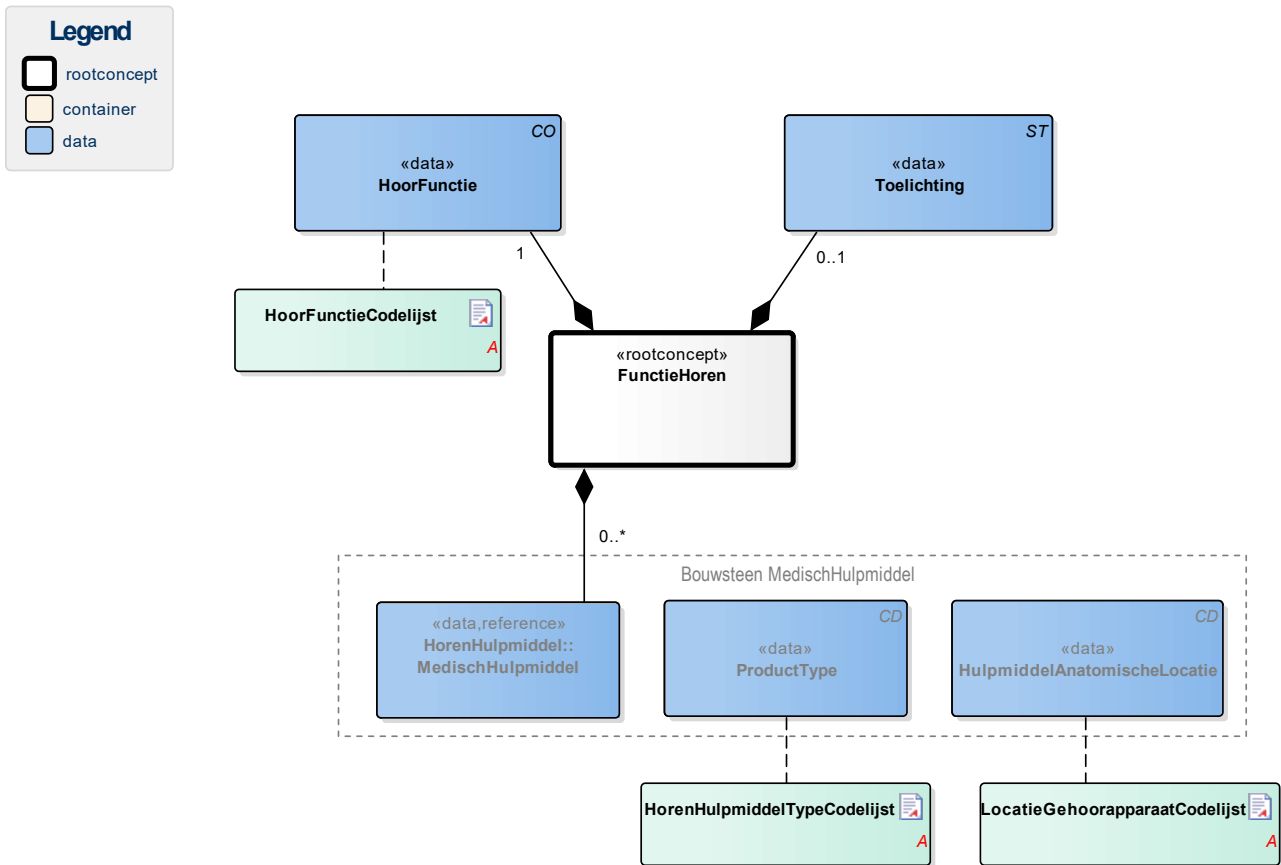 Legend
rootconcept
container
data
CO
«data»
HoorFunctie
ST
«data»
Toelichting
1
0..1
HoorFunctieCodelijst
A
«rootconcept»
FunctieHoren
0..*
Bouwsteen MedischHulpmiddel
«data,reference»
HorenHulpmiddel::
MedischHulpmiddel
CD
«data»
ProductType
CD
«data»
HulpmiddelAnatomischeLocatie
HorenHulpmiddelTypeCodelijst
A
LocatieGehoorapparaatCodelijst
A